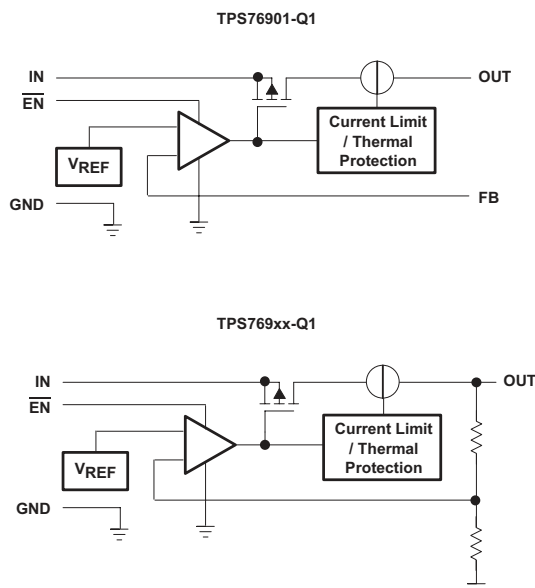 TPS76901-Q1
IN
OUT
EN
Current Limit
/ Thermal
Protection
VREF
GND
FB
TPS769xx-Q1
IN
OUT
EN
Current Limit
/ Thermal
Protection
VREF
GND